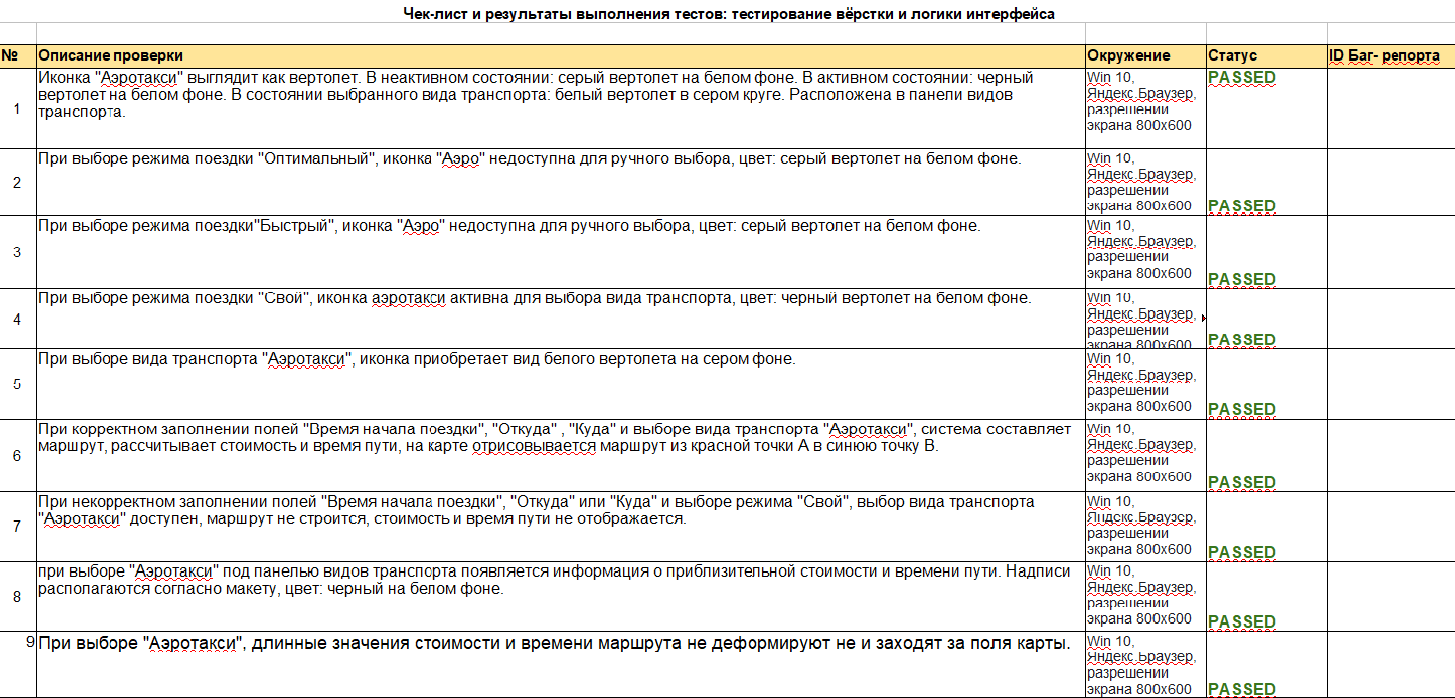 Чек-лист и результаты выполнения тестов: тестирование вёрстки и логики интерфейса
№ Описание проверки Окружение Статус ID Баг- репорта
1
Иконка "Аэротакси" выглядит как вертолет. В неактивном состоянии: серый вертолет на белом фоне. В активном состоянии: черный
вертолет на белом фоне. В состоянии выбранного вида транспорта: белый вертолет в сером круге. Расположена в панели видов
транспорта.
Win 10,
Яндекс.Браузер,
разрешении
экрана 800x600
PASSED
2
При выборе режима поездки "Оптимальный", иконка "Аэро" недоступна для ручного выбора, цвет: серый вертолет на белом фоне.
Win 10,
Яндекс.Браузер,
разрешении
экрана 800x600
PASSED
3
При выборе режима поездки"Быстрый", иконка "Аэро" недоступна для ручного выбора, цвет: серый вертолет на белом фоне.
Win 10,
Яндекс.Браузер,
разрешении
экрана 800x600
PASSED
4
При выборе режима поездки "Свой", иконка аэротакси активна для выбора вида транспорта, цвет: черный вертолет на белом фоне.
Win 10,
Яндекс.Браузер,
разрешении
экрана 800x600
PASSED
5
При выборе вида транспорта "Аэротакси", иконка приобретает вид белого вертолета на сером фоне.
Win 10,
Яндекс.Браузер,
разрешении
экрана 800x600
PASSED
6
При корректном заполнении полей "Время начала поездки", "Откуда" , "Куда" и выборе вида транспорта "Аэротакси", система составляет
маршрут, рассчитывает стоимость и время пути, на карте отрисовывается маршрут из красной точки А в синюю точку В.
Win 10,
Яндекс.Браузер,
разрешении
экрана 800x600
PASSED
7
При некорректном заполнении полей "Время начала поездки", "Откуда" или "Куда" и выборе режима "Свой", выбор вида транспорта
"Аэротакси" доступен, маршрут не строится, стоимость и время пути не отображается.
Win 10,
Яндекс.Браузер,
разрешении
экрана 800x600
PASSED
8
при выборе "Аэротакси" под панелью видов транспорта появляется информация о приблизительной стоимости и времени пути. Надписи
располагаются согласно макету, цвет: черный на белом фоне.
Win 10,
Яндекс.Браузер,
разрешении
экрана 800x600
PASSED
9
При выборе "Аэротакси", длинные значения стоимости и времени маршрута не деформируют не и заходят за поля карты.
Win 10,
Яндекс.Браузер,
разрешении
экрана 800x600
PASSED